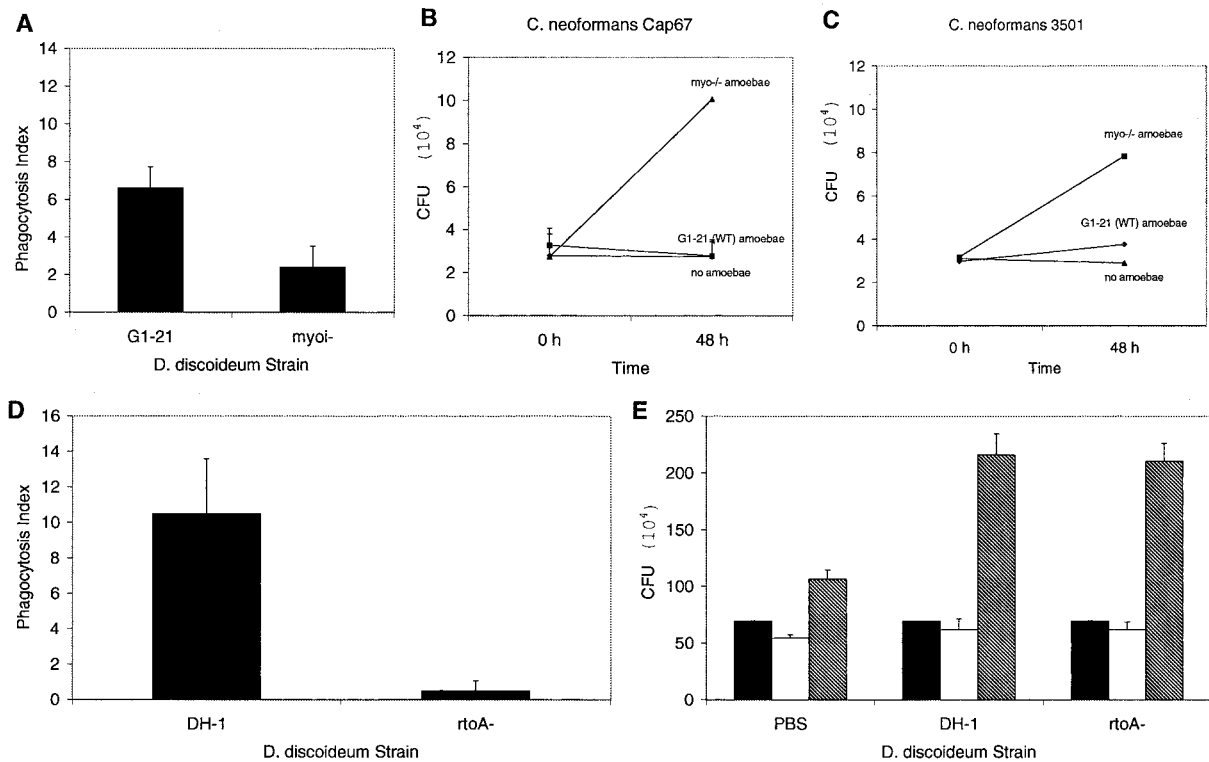 A
14
12
10
8
6
4
2
0
Phagocytosis Index
G1-21
myoi-
D. discoideum Strain
B
C. neoformans Cap67
12
10
8
6
4
2
0
CFU (10⁴)
myo-/- amoebae
G1-21 (WT) amoebae
no amoebae
0 h
48 h
Time
C
C. neoformans 3501
12
10
8
6
4
2
0
CFU (10⁴)
myo-/- amoebae
G1-21 (WT) amoebae
no amoebae
0 h
48 h
Time
D
16
14
12
10
8
6
4
2
0
Phagocytosis Index
DH-1
rtoA-
D. discoideum Strain
E
250
200
150
100
50
0
CFU (10⁴)
PBS
DH-1
rtoA-
D. discoideum Strain